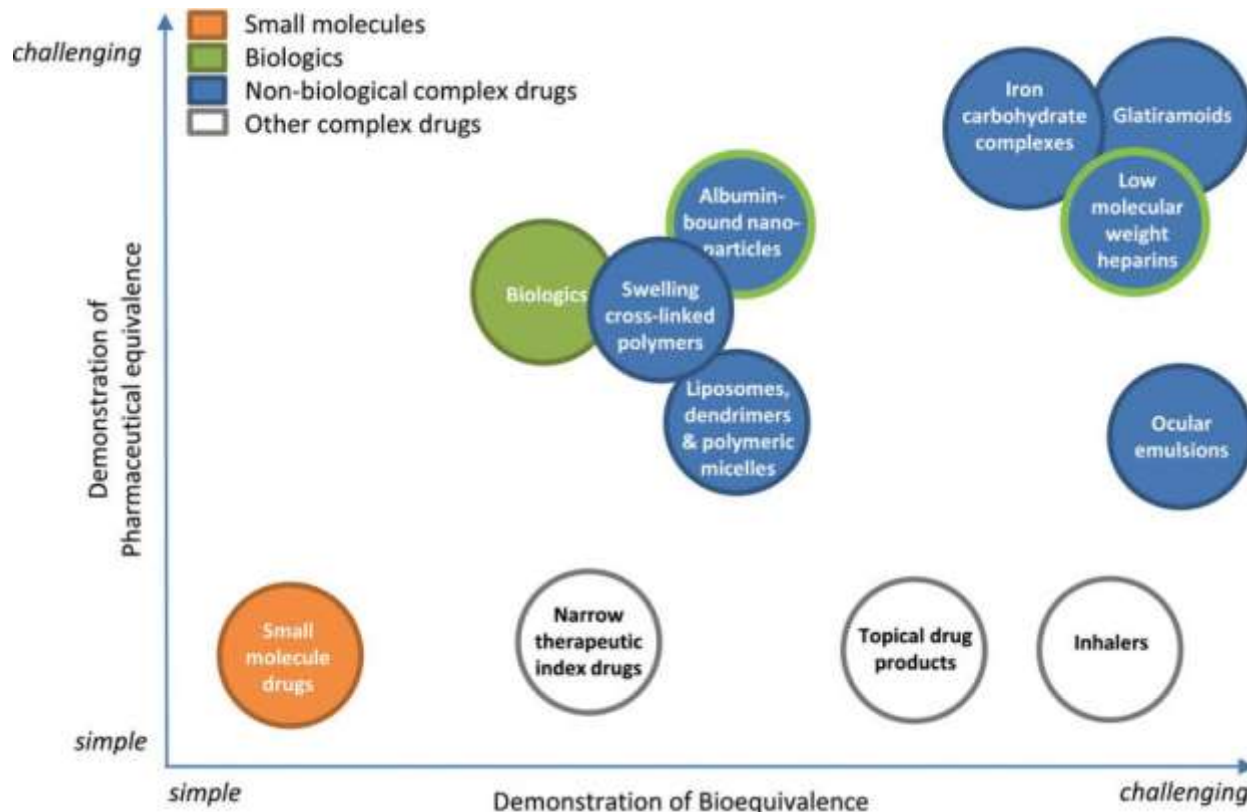 challenging
Small molecules
Biologics
Non-biological complex drugs
Other complex drugs
Iron
carbohydrate
complexes
Glatiramoids
Low
molecular
weight
heparins
Albumin-
bound nano-
particles
Biologics
Swelling
cross-linked
polymers
Liposomes,
dendrimers
& polymeric
micelles
Ocular
emulsions
Demonstration of
Pharmaceutical equivalence
Small
molecule
drugs
Narrow
therapeutic
index drugs
Topical drug
products
Inhalers
simple
simple
Demonstration of Bioequivalence
challenging